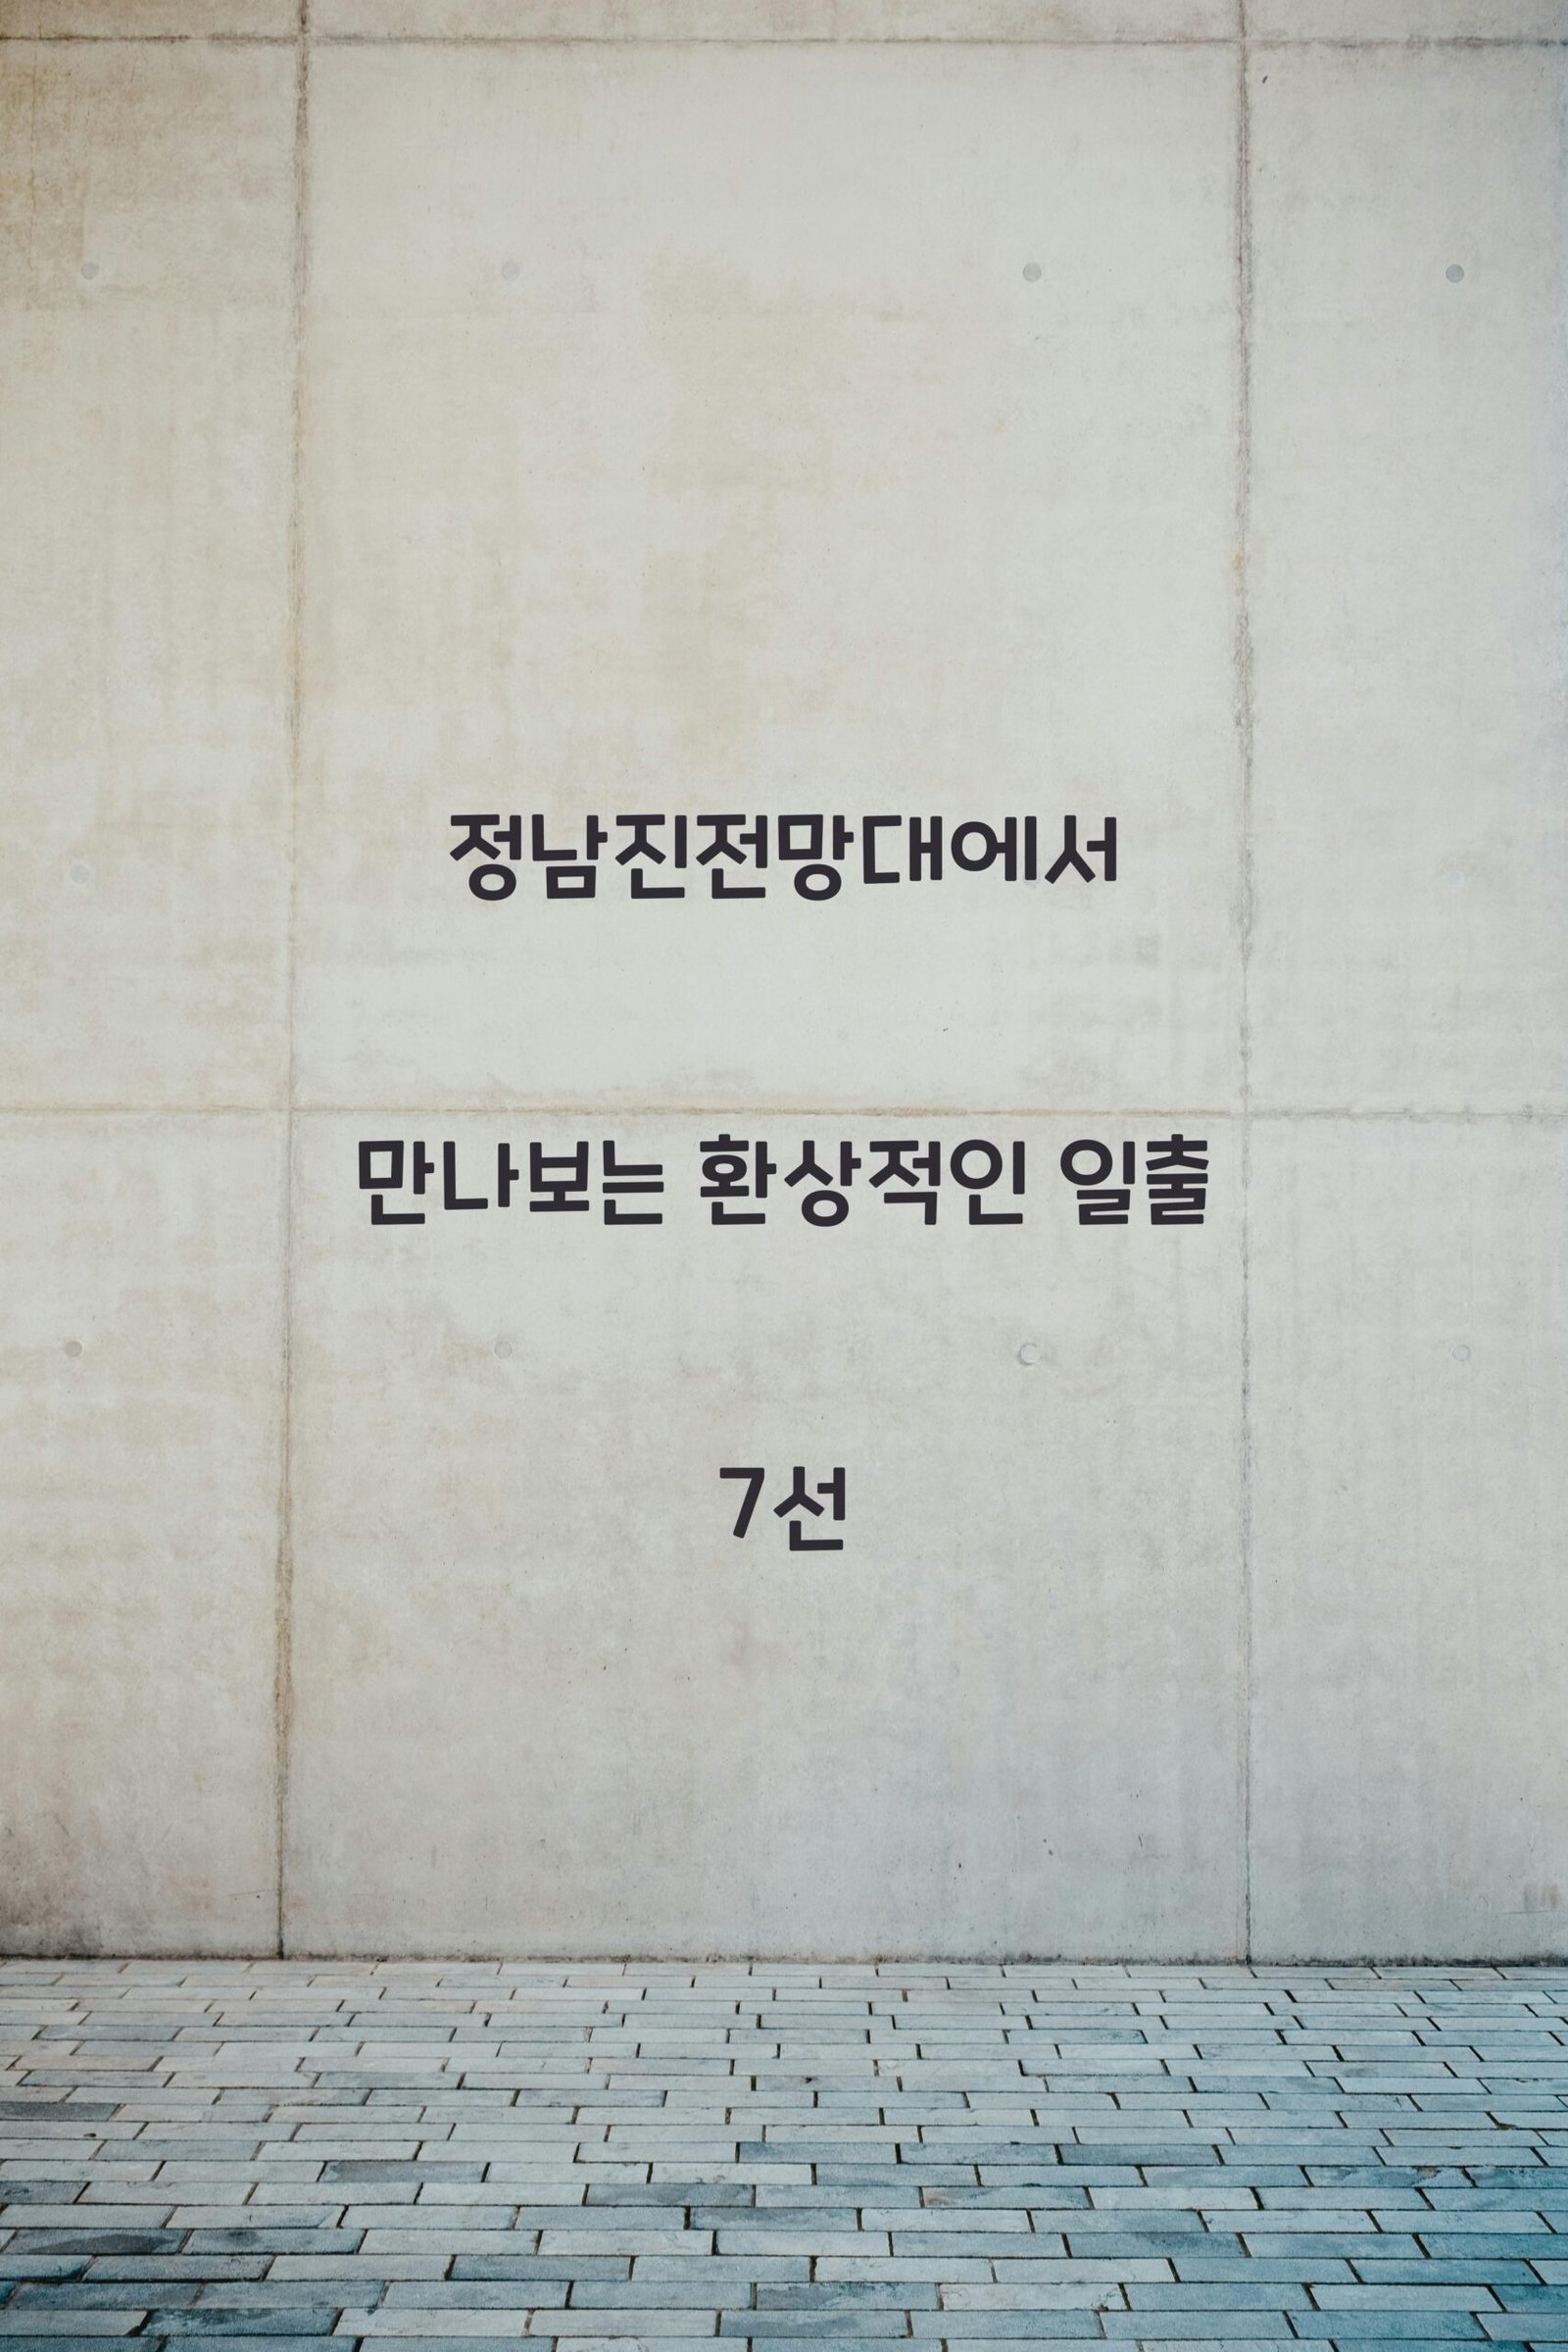 정남진전망대에서
만나보는 환상적인 일출
7선